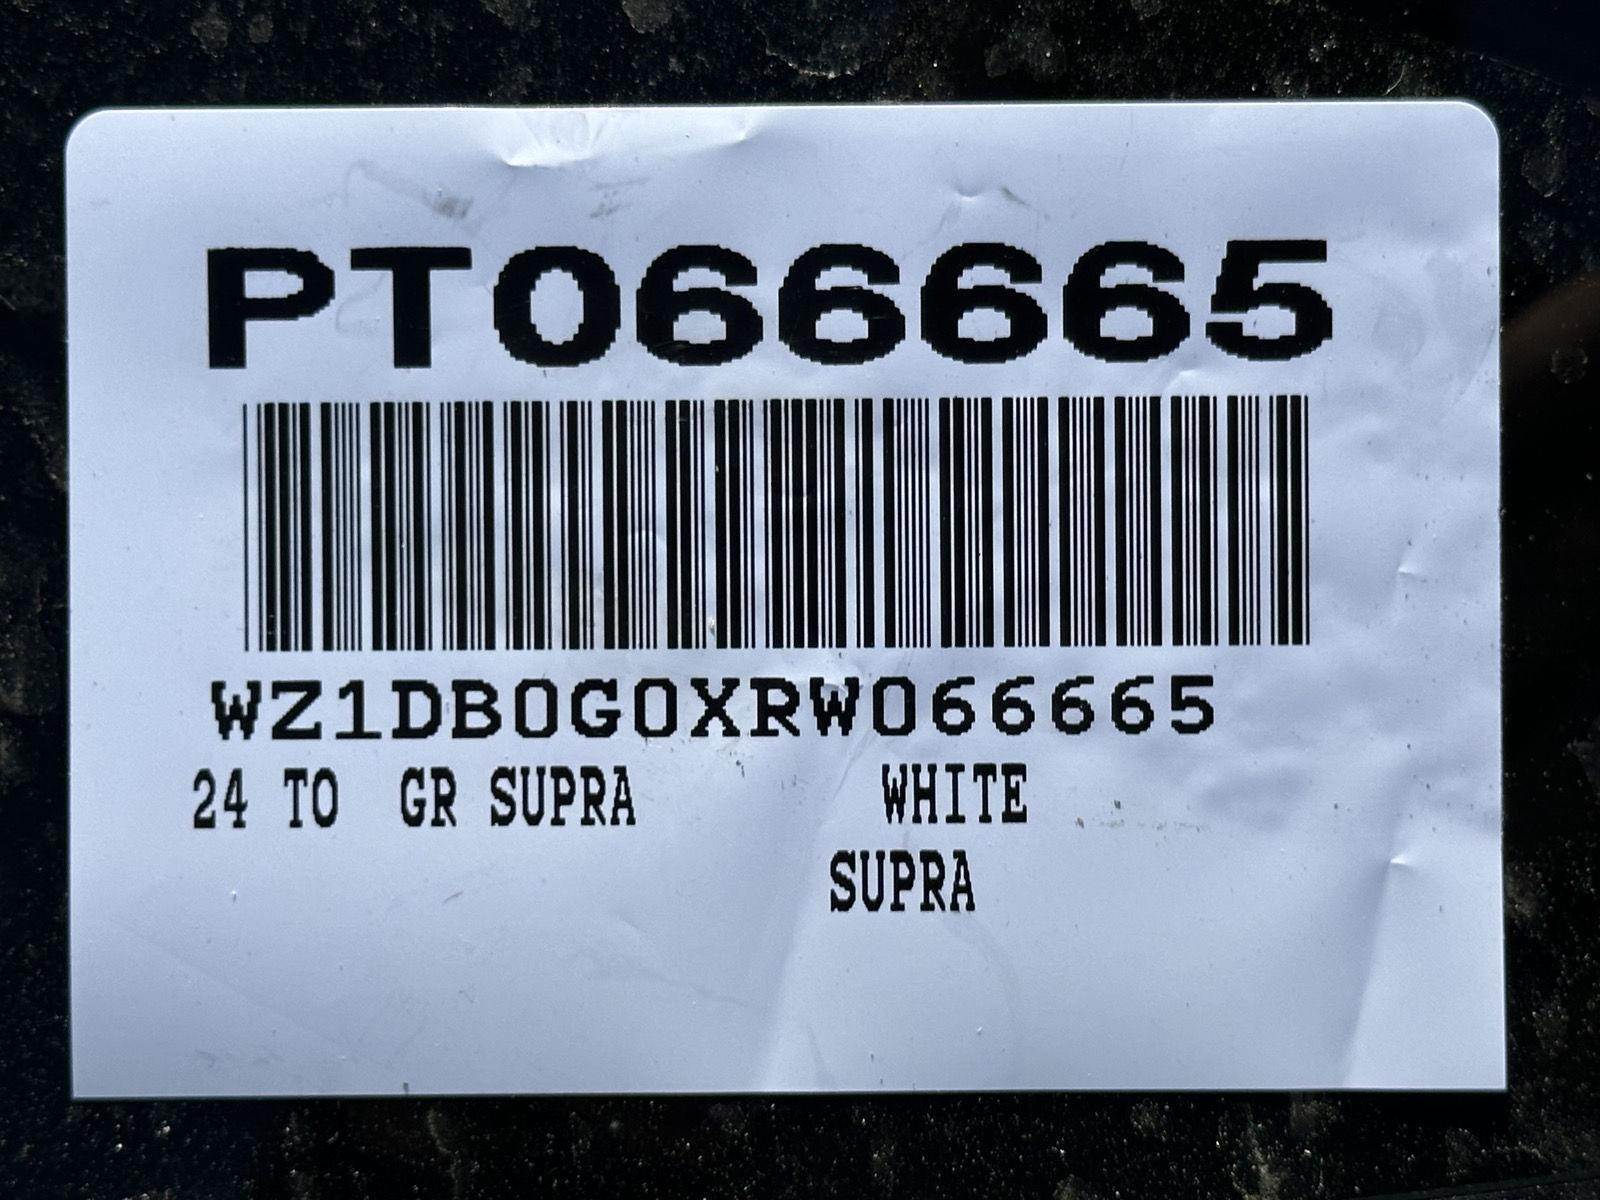 PT066665
WZ1DB0G0XRW066665
24 TO GR SUPRA WHITE
SUPRA